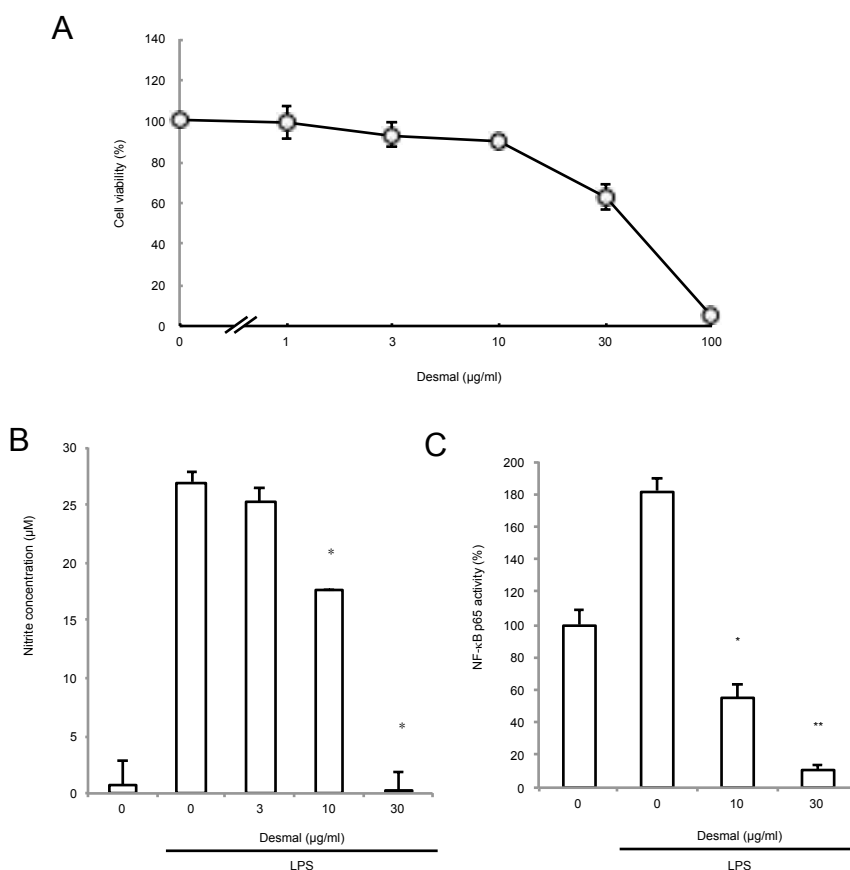 A
140
120
100
80
60
40
20
0
Cell viability (%)
0 1 3 10 30 100
Desmal (μg/ml)
B
30
25
20
15
10
5
0
Nitrite concentration (μM)
*
*
0 0 3 10 30
Desmal (μg/ml)
LPS
C
200
180
160
140
120
100
80
60
40
20
0
NF-κB p65 activity (%)
*
**
0 0 10 30
Desmal (μg/ml)
LPS